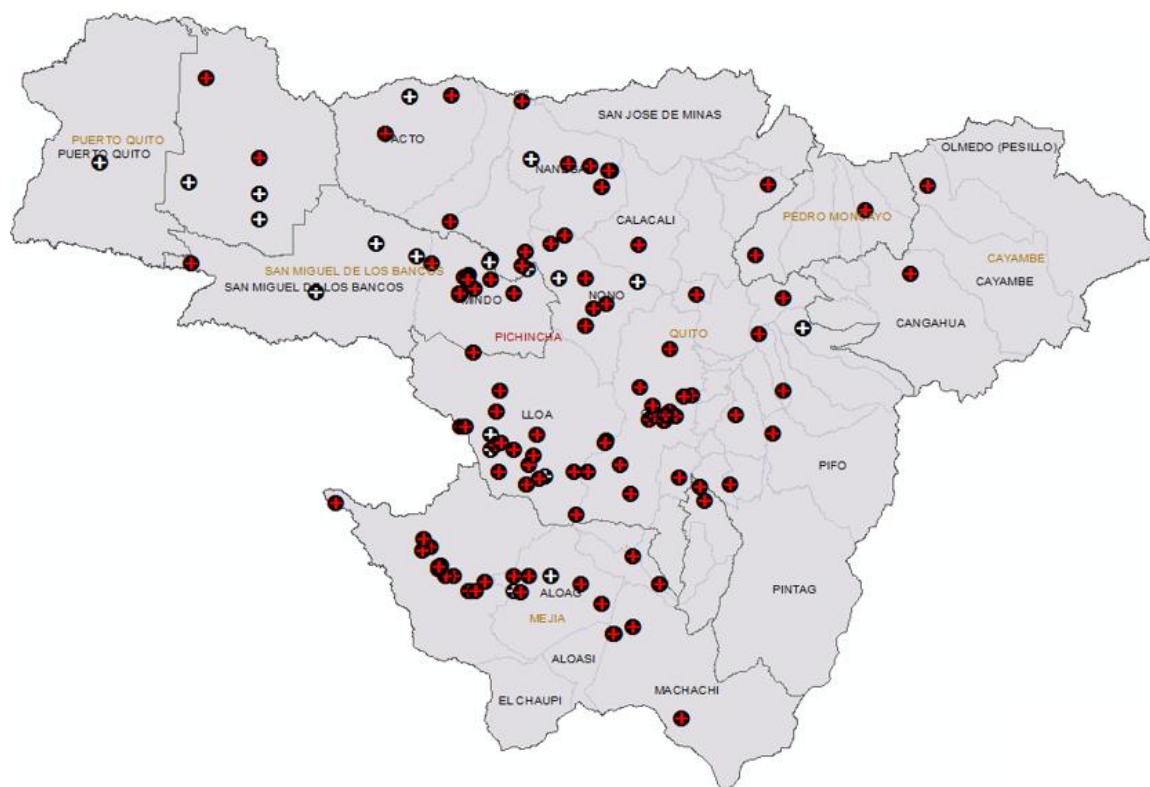 SAN JOSE DE MINAS
PUERTO QUITO
PUERTO QUITO
ACTO
OLMEDO (PESILLO)
CALACALI
PEDRO MONCAYO
CAYAMBE
CAYAMBE
SAN MIGUEL DE LOS BANCOS
SAN MIGUEL DE LOS BANCOS
MINDO
NONO
CANGAHUA
PICHINCHA
QUITO
LLOA
PIFO
ALOAG
PINTAG
MEJIA
ALOASI
EL CHAUPI
MACHACHI